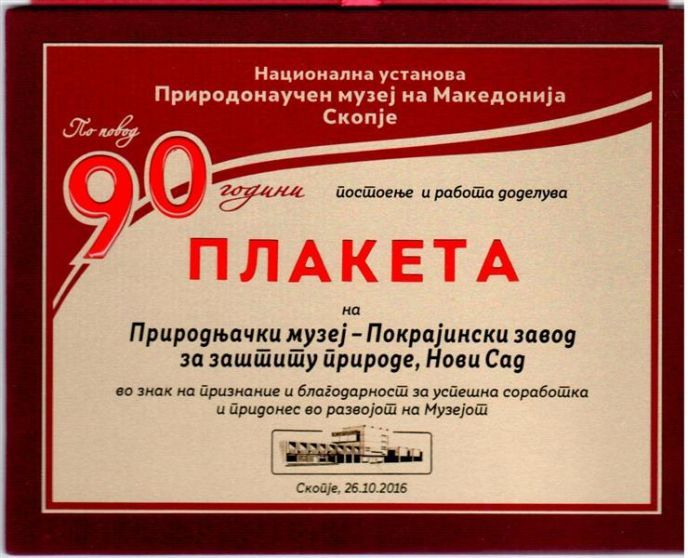 Национална установа
Природонаучен музеј на Македонија
Скопје
По повод
90
години постоење и работа доделува
ПЛАКЕТА
на
Природњачки музеј – Покрајински завод
за заштиту природе, Нови Сад
во знак на признание и благодарност за успешна соработка
и придонес во развојот на Музејот
Скопје, 26.10.2016